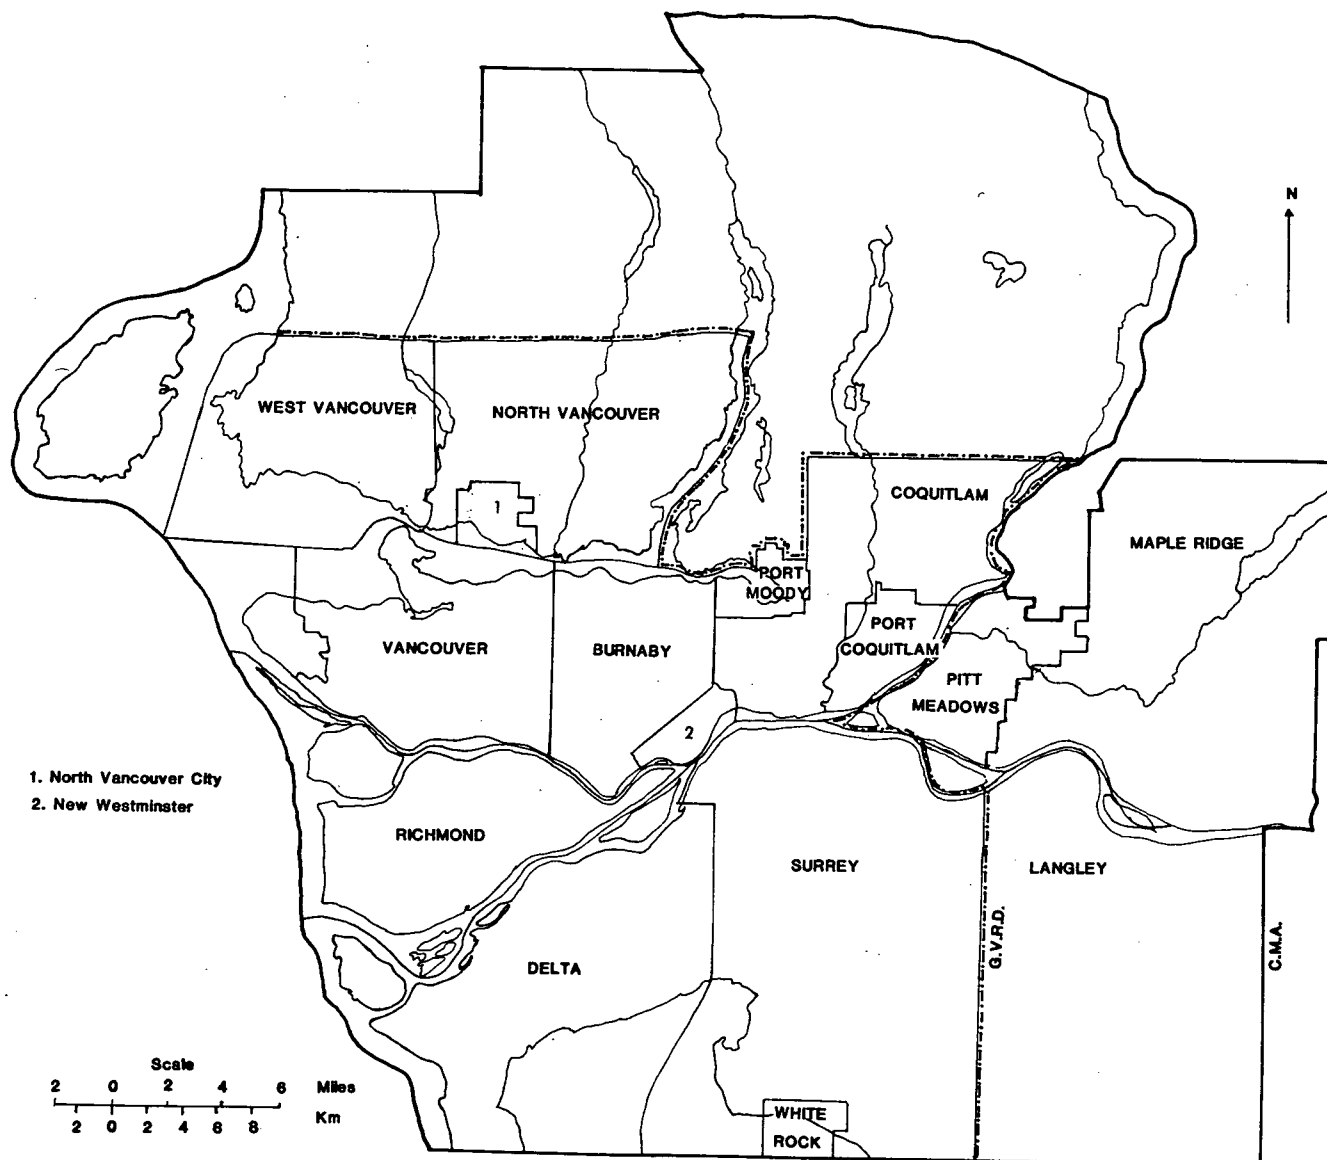 N
WEST VANCOUVER
NORTH VANCOUVER
1
COQUITLAM
MAPLE RIDGE
PORT
MOODY
VANCOUVER
BURNABY
PORT
COQUITLAM
PITT
MEADOWS
2
1. North Vancouver City
2. New Westminster
RICHMOND
SURREY
LANGLEY
G.V.R.D.
C.M.A.
DELTA
Scale
2 0 2 4 6 Miles
2 0 2 4 6 8 Km
WHITE
ROCK